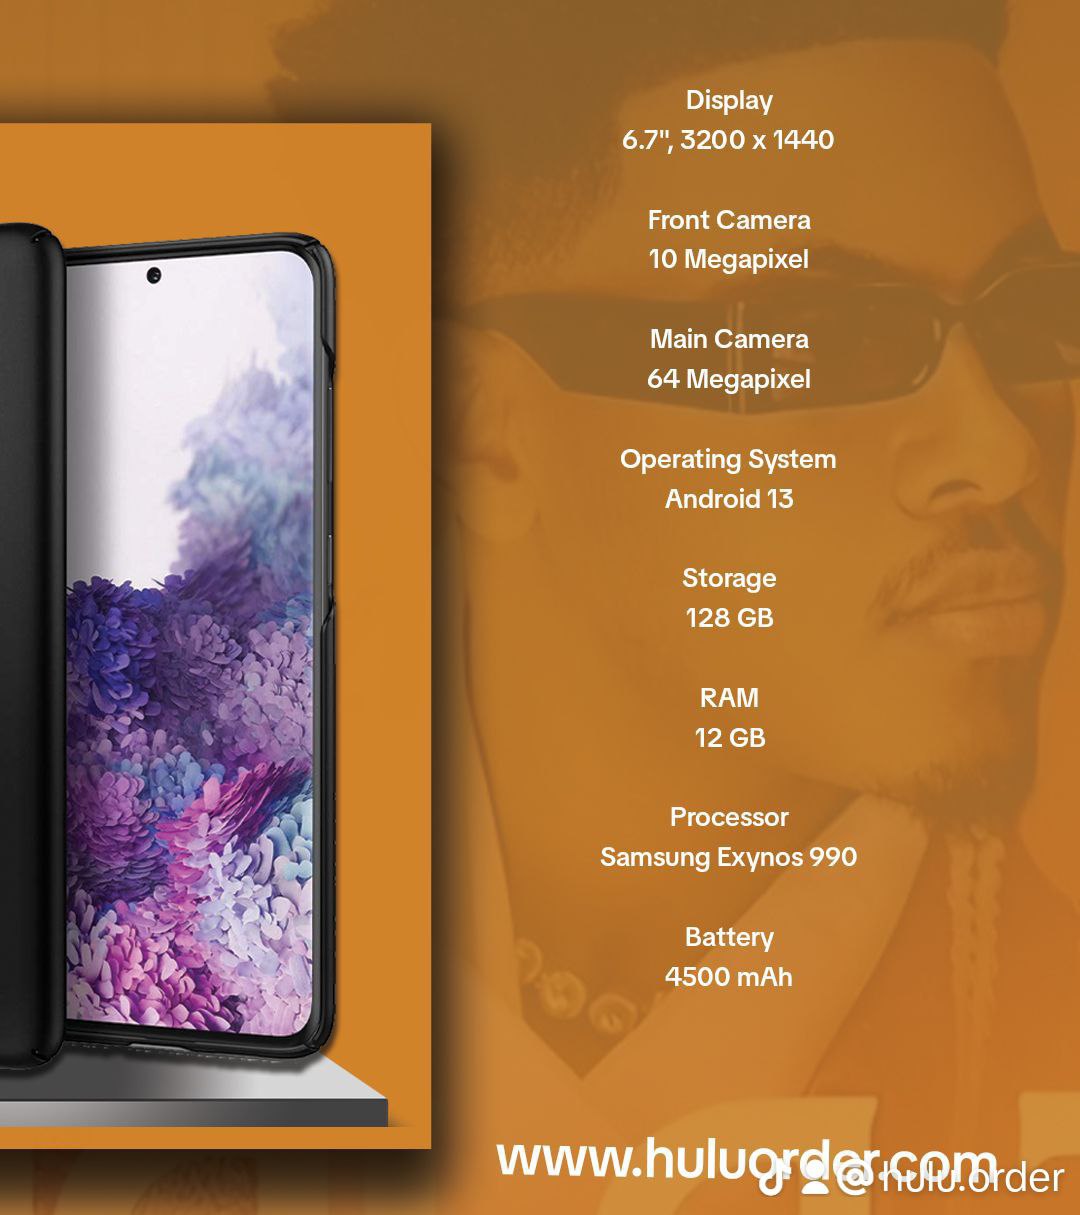 Display
6.7", 3200 x 1440
Front Camera
10 Megapixel
Main Camera
64 Megapixel
Operating System
Android 13
Storage
128 GB
RAM
12 GB
Processor
Samsung Exynos 990
Battery
4500 mAh
www.huluorder.com
@hulu.order